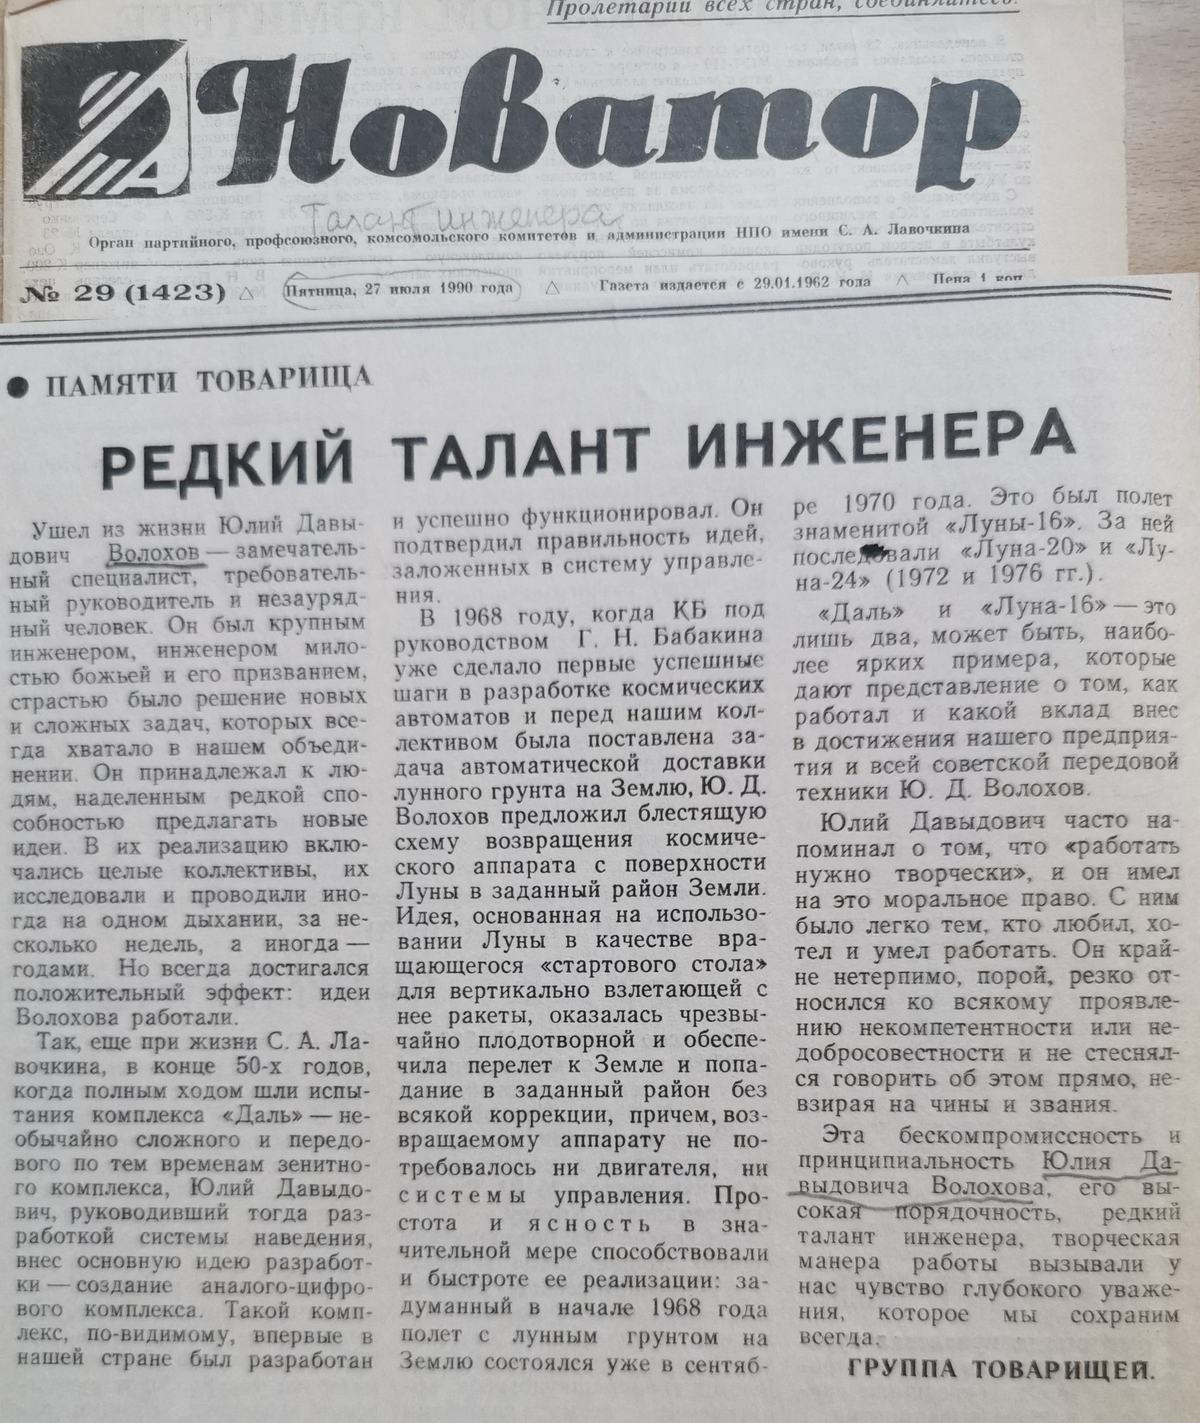 Пролетарии всех стран, соединяйтесь!
Новатор
Талант инженера
Орган партийного, профсоюзного, комсомольского комитетов и администрации НПО имени С. А. Лавочкина
№ 29 (1423) △ Пятница, 27 июля 1990 года △ Газета издается с 29.01.1962 года △ Цена 1 коп.
● ПАМЯТИ ТОВАРИЩА
РЕДКИЙ ТАЛАНТ ИНЖЕНЕРА
Ушел из жизни Юлий Давы-
дович Волохов — замечатель-
ный специалист, требователь-
ный руководитель и незауряд-
ный человек. Он был крупным
инженером, инженером мило-
стью божьей и его призванием,
страстью было решение новых
и сложных задач, которых все-
гда хватало в нашем объеди-
нении. Он принадлежал к лю-
дям, наделенным редкой спо-
собностью предлагать новые
идеи. В их реализацию вклю-
чались целые коллективы, их
исследовали и проводили ино-
гда на одном дыхании, за не-
сколько недель, а иногда —
годами. Но всегда достигался
положительный эффект: идеи
Волохова работали.
Так, еще при жизни С. А. Ла-
вочкина, в конце 50-х годов,
когда полным ходом шли испы-
тания комплекса «Даль» — не-
обычайно сложного и передо-
вого по тем временам зенитно-
го комплекса, Юлий Давыдо-
вич, руководивший тогда раз-
работкой системы наведения,
внес основную идею разработ-
ки — создание аналого-цифро-
вого комплекса. Такой комп-
лекс, по-видимому, впервые в
нашей стране был разработан
и успешно функционировал. Он
подтвердил правильность идей,
заложенных в систему управле-
ния.
В 1968 году, когда КБ под
руководством Г. Н. Бабакина
уже сделало первые успешные
шаги в разработке космических
автоматов и перед нашим кол-
лективом была поставлена за-
дача автоматической доставки
лунного грунта на Землю, Ю. Д.
Волохов предложил блестящую
схему возвращения космиче-
ского аппарата с поверхности
Луны в заданный район Земли.
Идея, основанная на использо-
вании Луны в качестве вра-
щающегося «стартового стола»
для вертикально взлетающей с
нее ракеты, оказалась чрезвы-
чайно плодотворной и обеспе-
чила перелет к Земле и попа-
дание в заданный район без
всякой коррекции, причем, воз-
вращаемому аппарату не по-
требовалось ни двигателя, ни
системы управления. Про-
стота и ясность в зна-
чительной мере способствовали
и быстроте ее реализации: за-
думанный в начале 1968 года
полет с лунным грунтом на
Землю состоялся уже в сентяб-
ре 1970 года. Это был полет
знаменитой «Луны-16». За ней
последовали «Луна-20» и «Лу-
на-24» (1972 и 1976 гг.).
«Даль» и «Луна-16» — это
лишь два, может быть, наибо-
лее ярких примера, которые
дают представление о том, как
работал и какой вклад внес
в достижения нашего предприя-
тия и всей советской передовой
техники Ю. Д. Волохов.
Юлий Давыдович часто на-
поминал о том, что «работать
нужно творчески», и он имел
на это моральное право. С ним
было легко тем, кто любил, хо-
тел и умел работать. Он край-
не нетерпимо, порой, резко от-
носился ко всякому проявле-
нию некомпетентности или не-
добросовестности и не стеснял-
ся говорить об этом прямо, не-
взирая на чины и звания.
Эта бескомпромиссность и
принципиальность Юлия Да-
выдовича Волохова, его вы-
сокая порядочность, редкий
талант инженера, творческая
манера работы вызывали у
нас чувство глубокого уваже-
ния, которое мы сохраним
всегда.
ГРУППА ТОВАРИЩЕЙ.